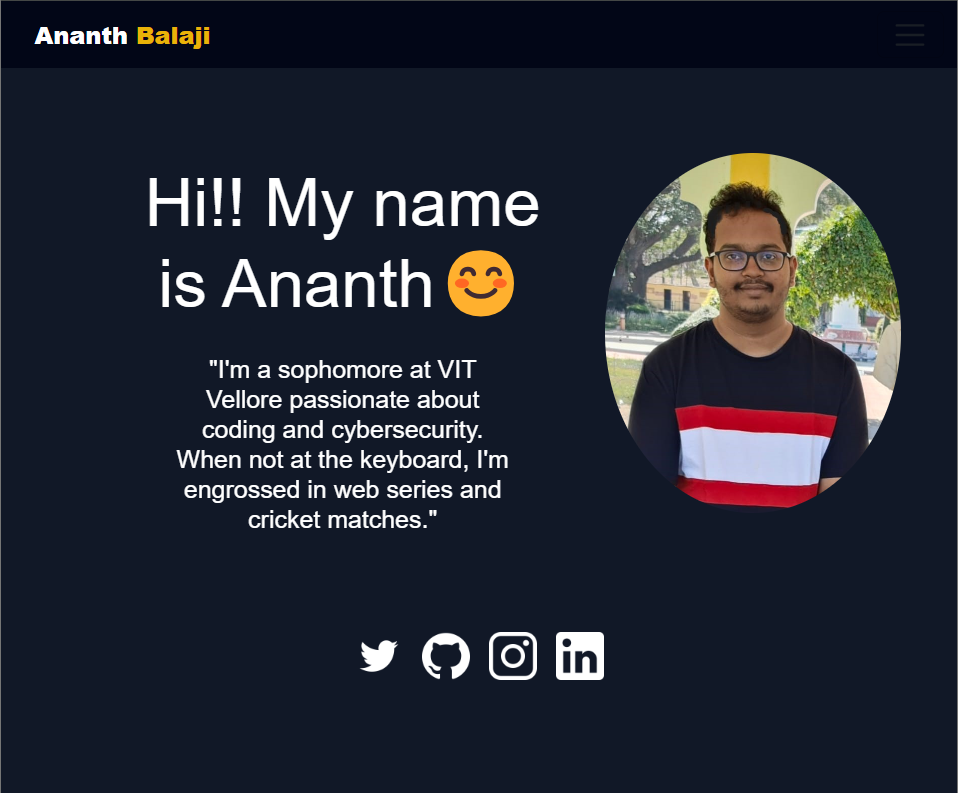 Ananth Balaji
Hi!! My name
is Ananth😊
"I'm a sophomore at VIT
Vellore passionate about
coding and cybersecurity.
When not at the keyboard, I'm
engrossed in web series and
cricket matches."
in